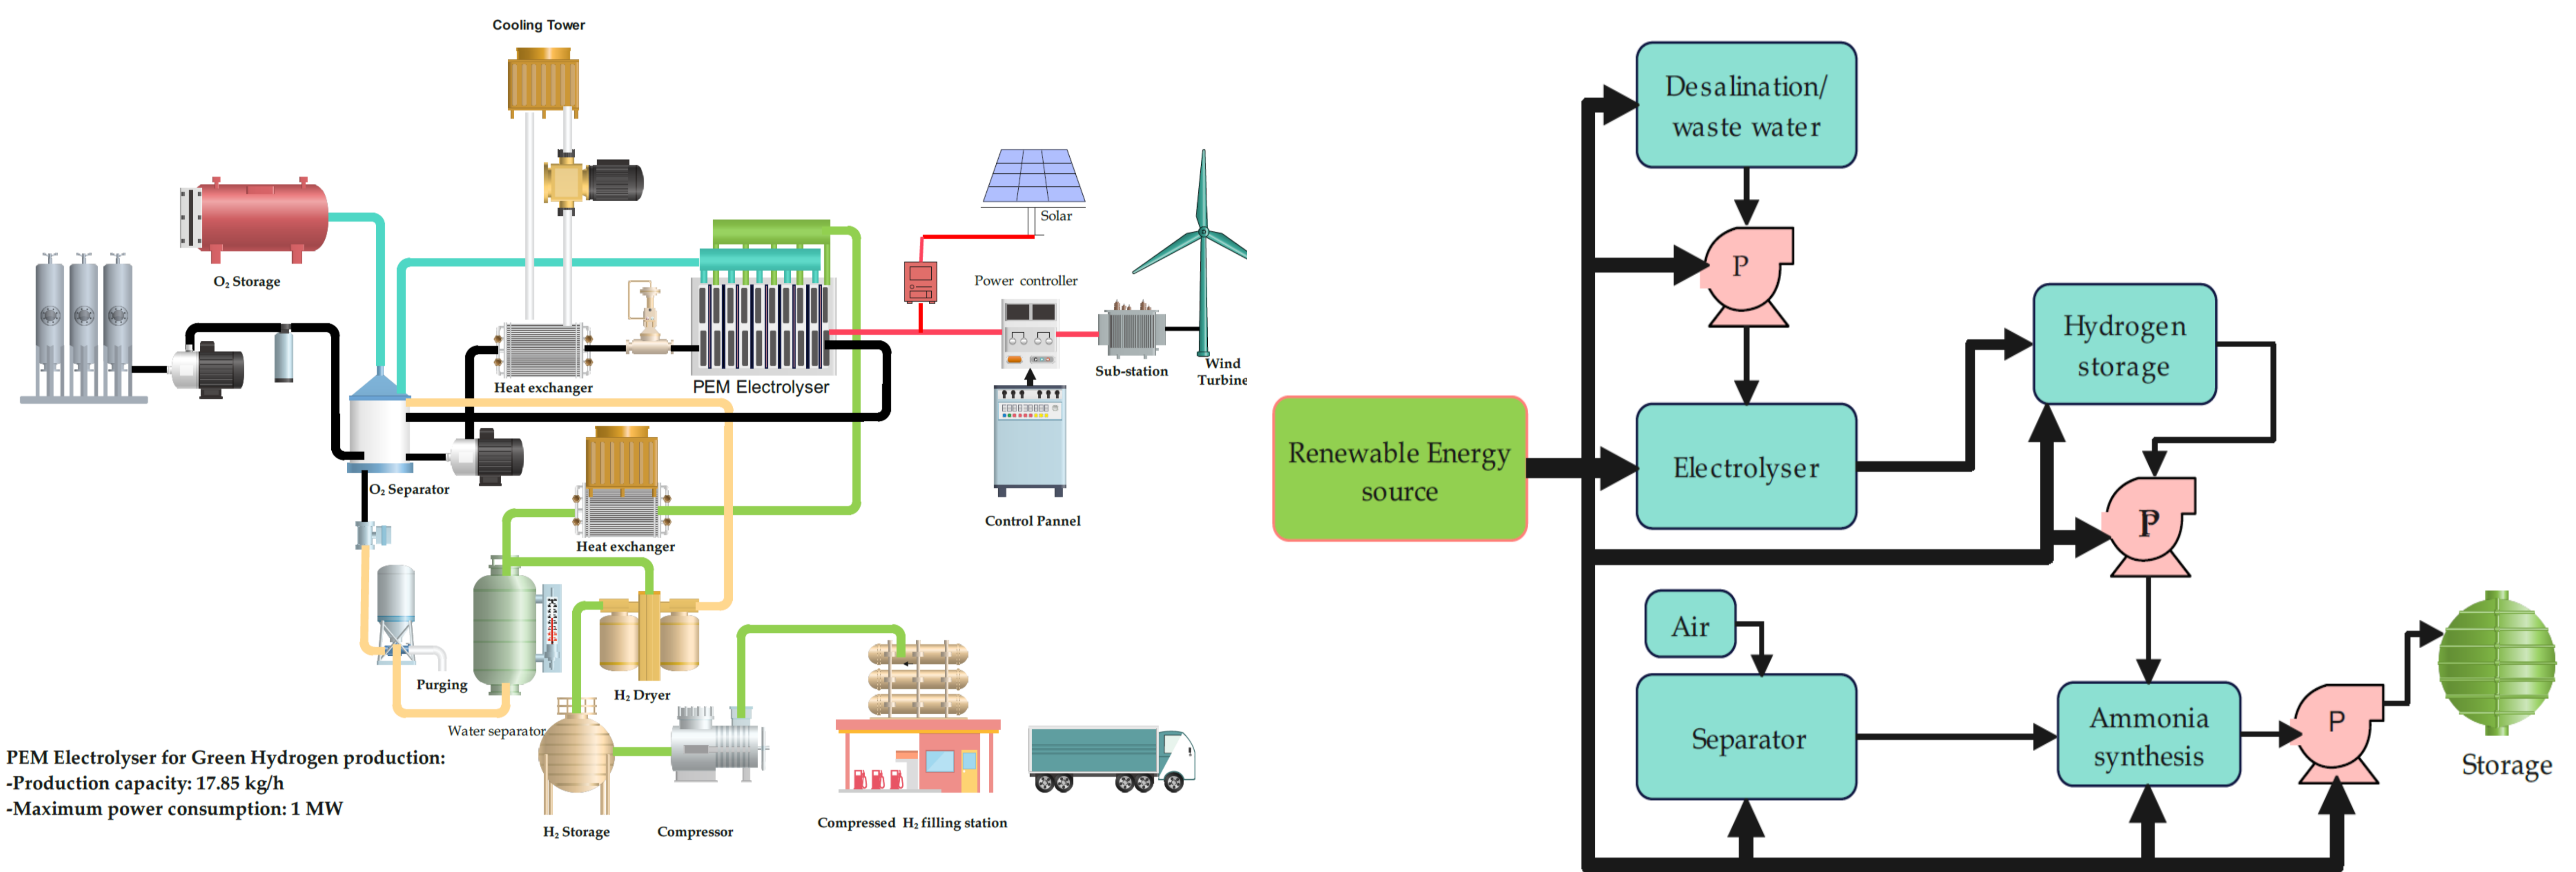 Cooling Tower
Solar
O₂ Storage
Power controller
Heat exchanger
PEM Electrolyser
Sub-station
Wind
Turbine
O₂ Separator
Control Pannel
Heat exchanger
Purging
H₂ Dryer
Water separator
PEM Electrolyser for Green Hydrogen production:
-Production capacity: 17.85 kg/h
-Maximum power consumption: 1 MW
H₂ Storage
Compressor
Compressed H₂ filling station
Desalination/
waste water
P
Hydrogen
storage
Renewable Energy
source
Electrolyser
P
Air
Separator
Ammonia
synthesis
P
Storage